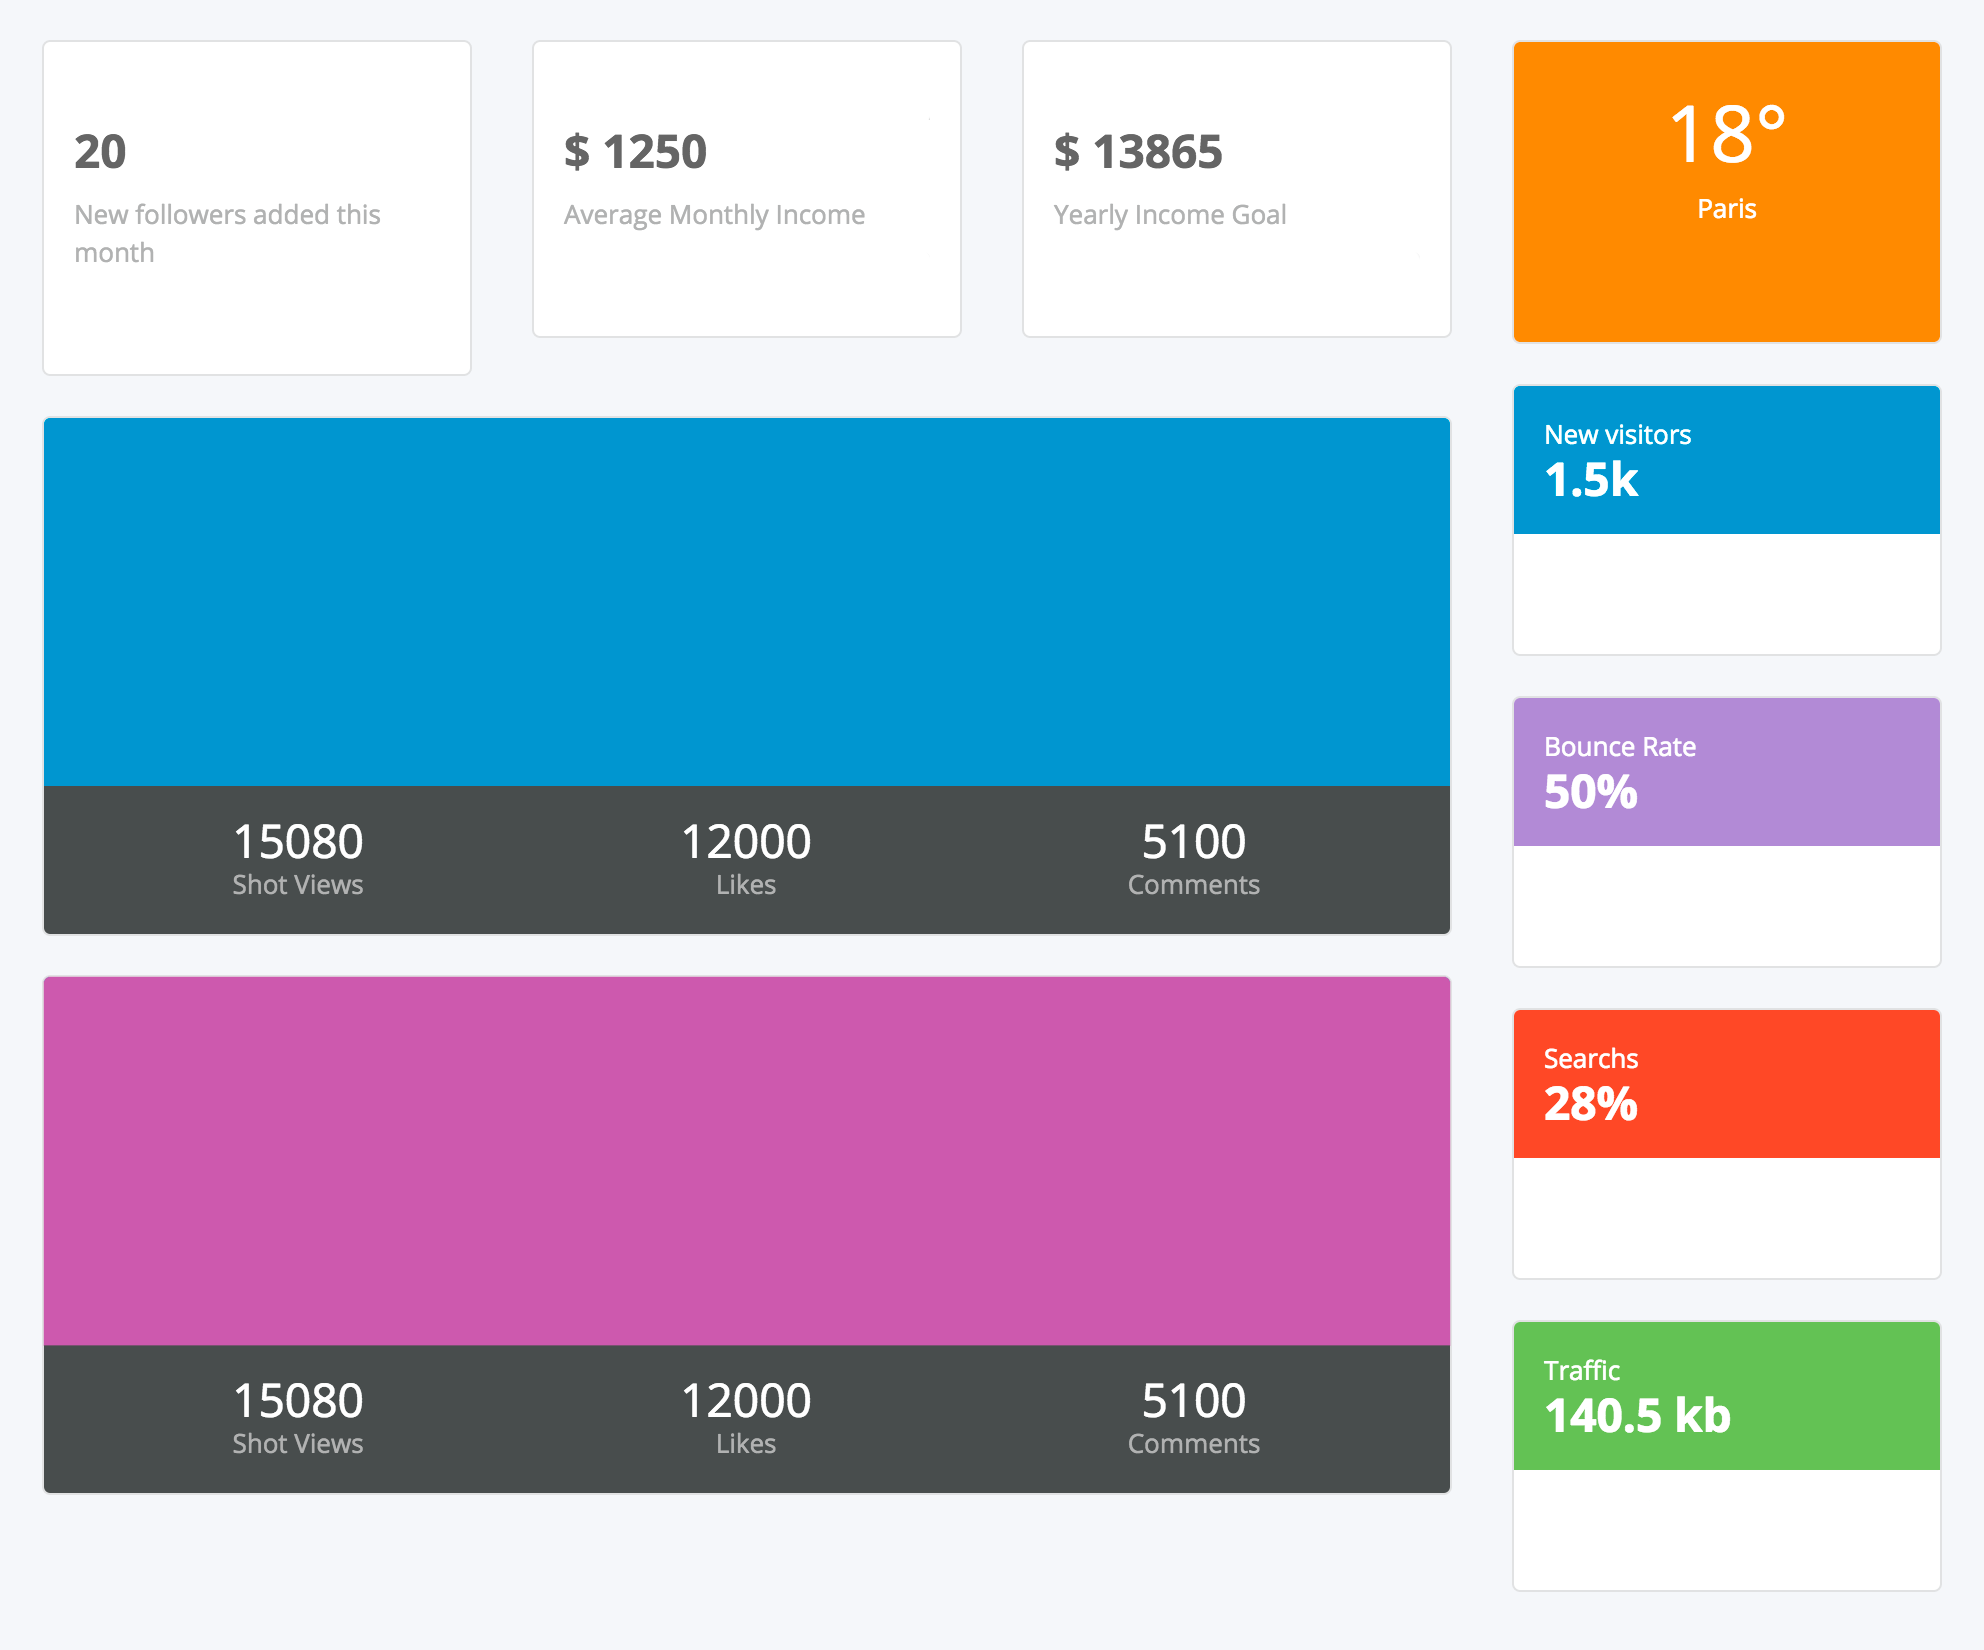 20
New followers added this
month
$ 1250
Average Monthly Income
$ 13865
Yearly Income Goal
18°
Paris
15080
Shot Views
12000
Likes
5100
Comments
15080
Shot Views
12000
Likes
5100
Comments
New visitors
1.5k
Bounce Rate
50%
Searchs
28%
Traffic
140.5 kb